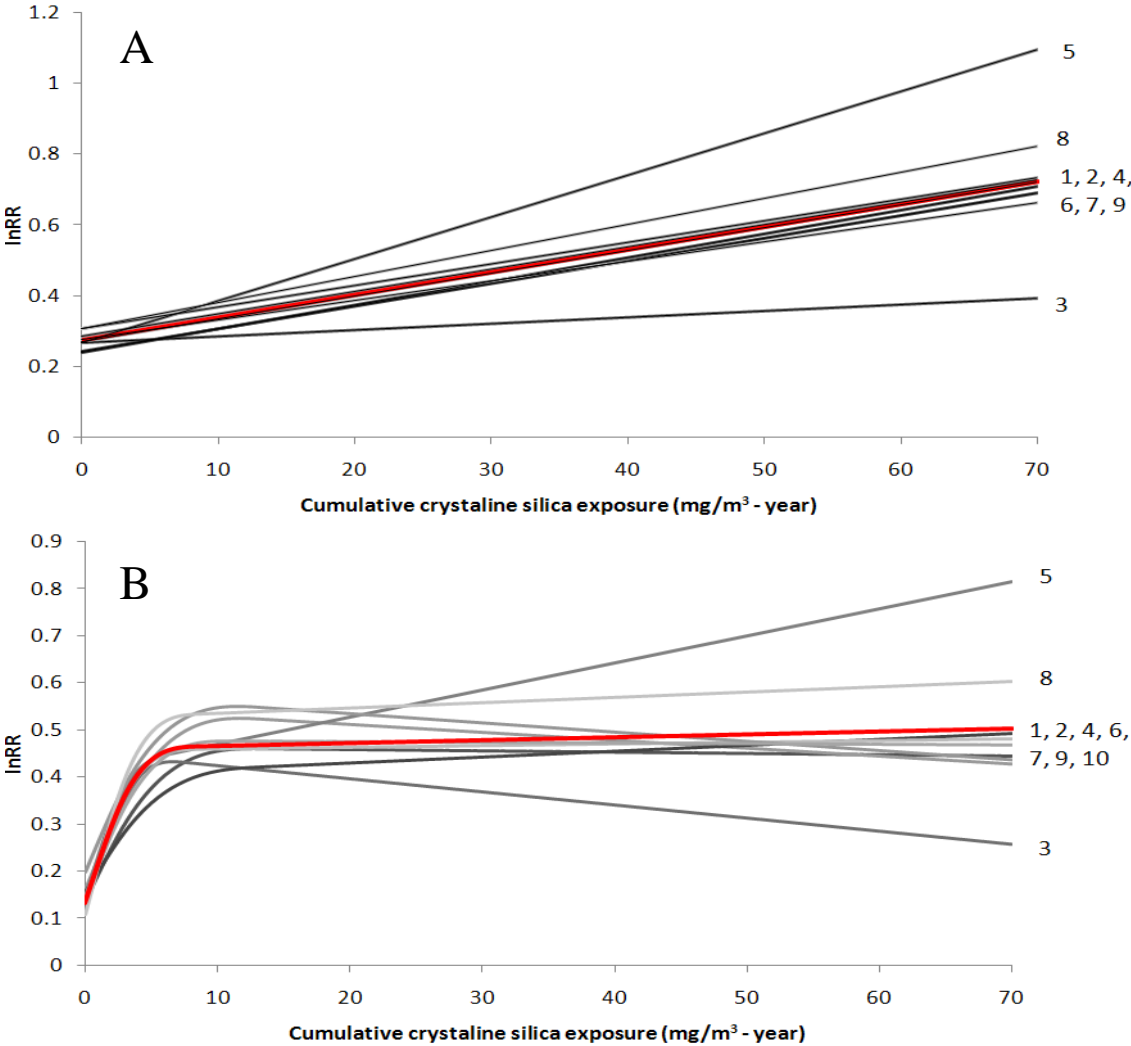 A
lnRR
1.2
1
0.8
0.6
0.4
0.2
0
5
8
1, 2, 4,
6, 7, 9
3
0 10 20 30 40 50 60 70
Cumulative crystaline silica exposure (mg/m³ - year)
B
lnRR
0.9
0.8
0.7
0.6
0.5
0.4
0.3
0.2
0.1
0
5
8
1, 2, 4, 6,
7, 9, 10
3
0 10 20 30 40 50 60 70
Cumulative crystaline silica exposure (mg/m³ - year)